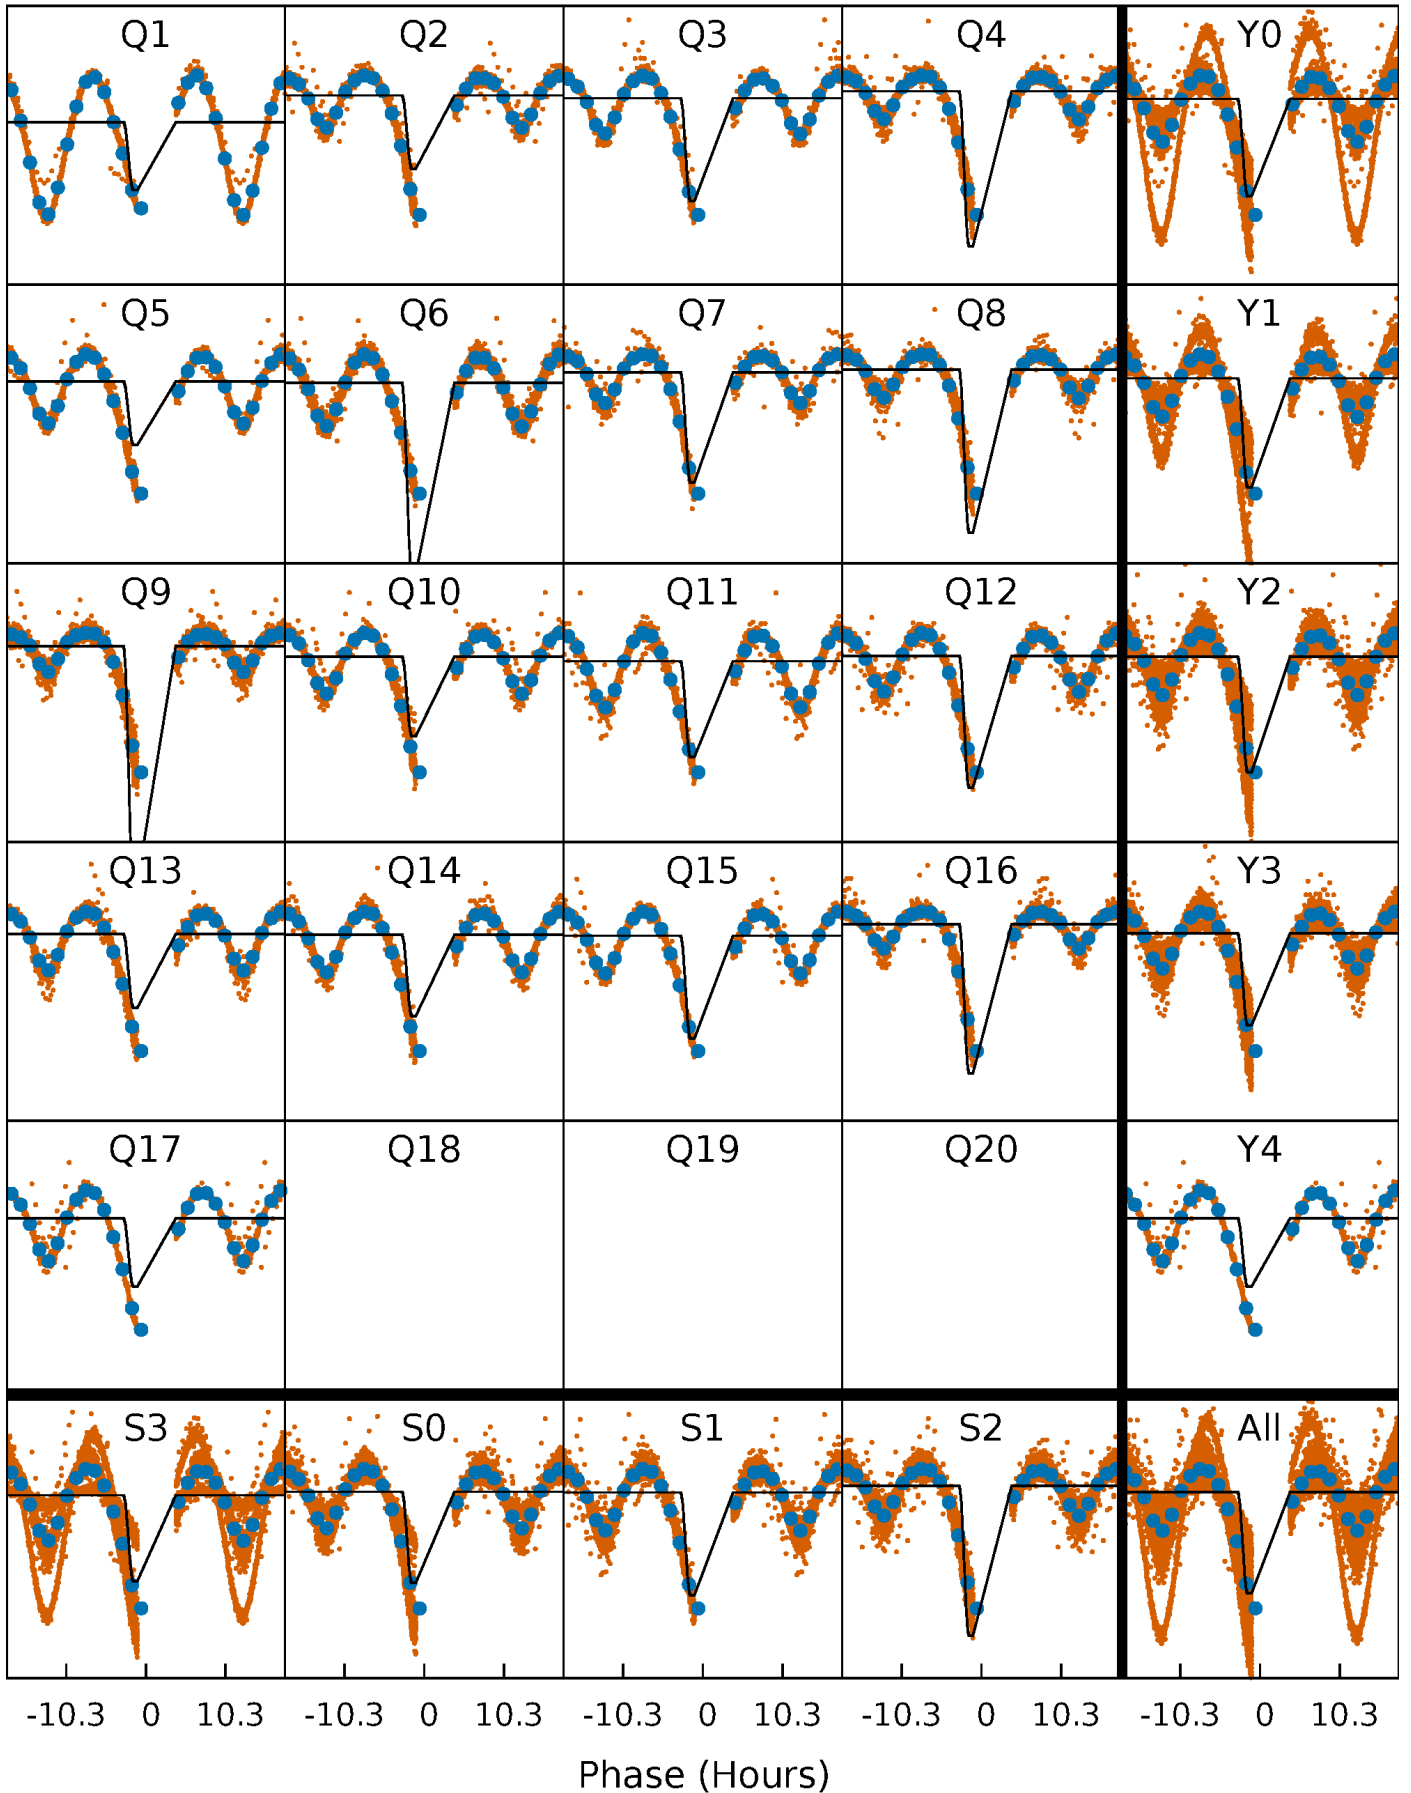 Q1 Q2 Q3 Q4 Y0
Q5 Q6 Q7 Q8 Y1
Q9 Q10 Q11 Q12 Y2
Q13 Q14 Q15 Q16 Y3
Q17 Q18 Q19 Q20 Y4
S3 S0 S1 S2 All
-10.3 0 10.3 -10.3 0 10.3 -10.3 0 10.3 -10.3 0 10.3 -10.3 0 10.3
Phase (Hours)